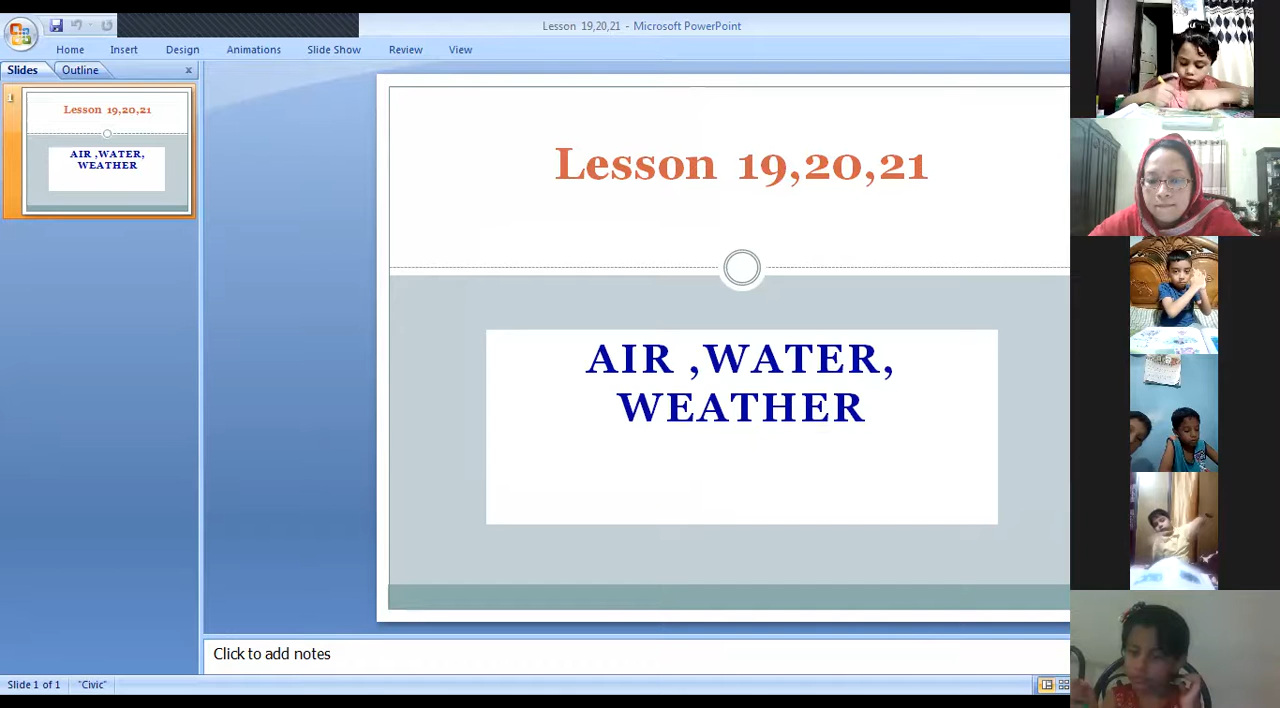 Lesson 19,20,21 - Microsoft PowerPoint
Home Insert Design Animations Slide Show Review View
Slides Outline x
1
Lesson 19,20,21
AIR ,WATER,
WEATHER
Lesson 19,20,21
AIR ,WATER,
WEATHER
Click to add notes
Slide 1 of 1 "Civic"